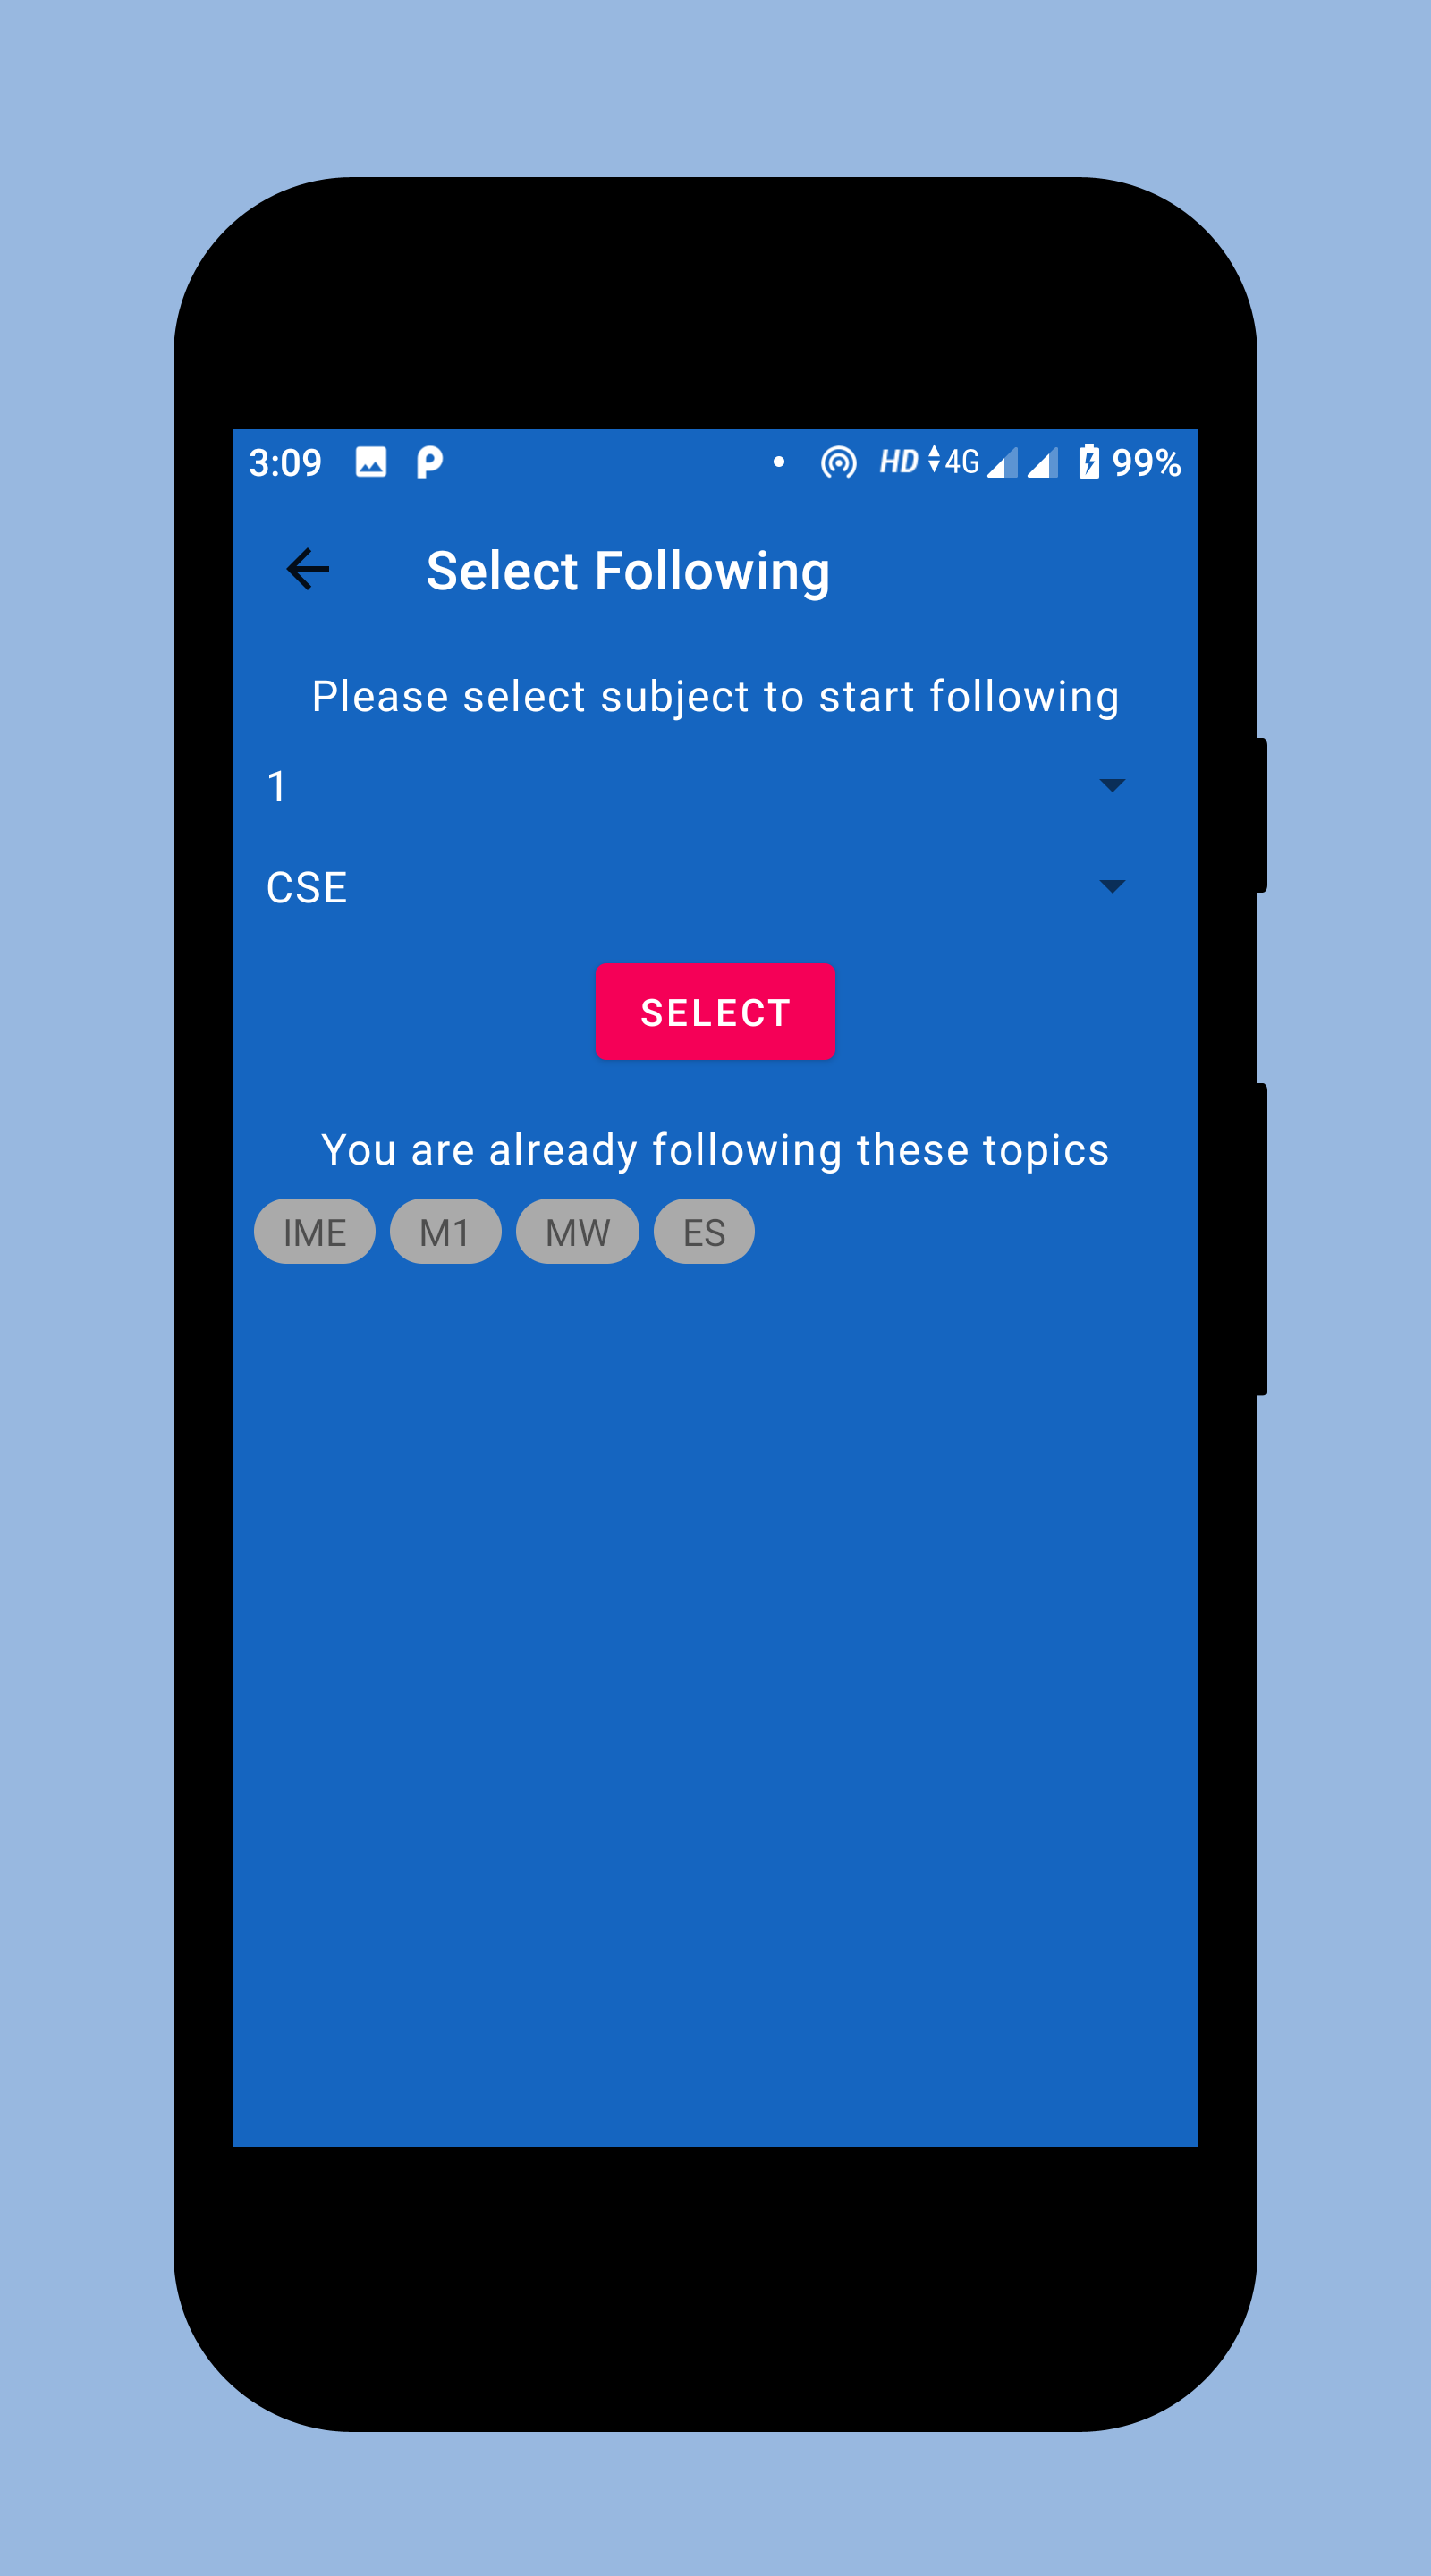 3:09 HD 4G 99%
Select Following
Please select subject to start following
1
CSE
SELECT
You are already following these topics
IME M1 MW ES